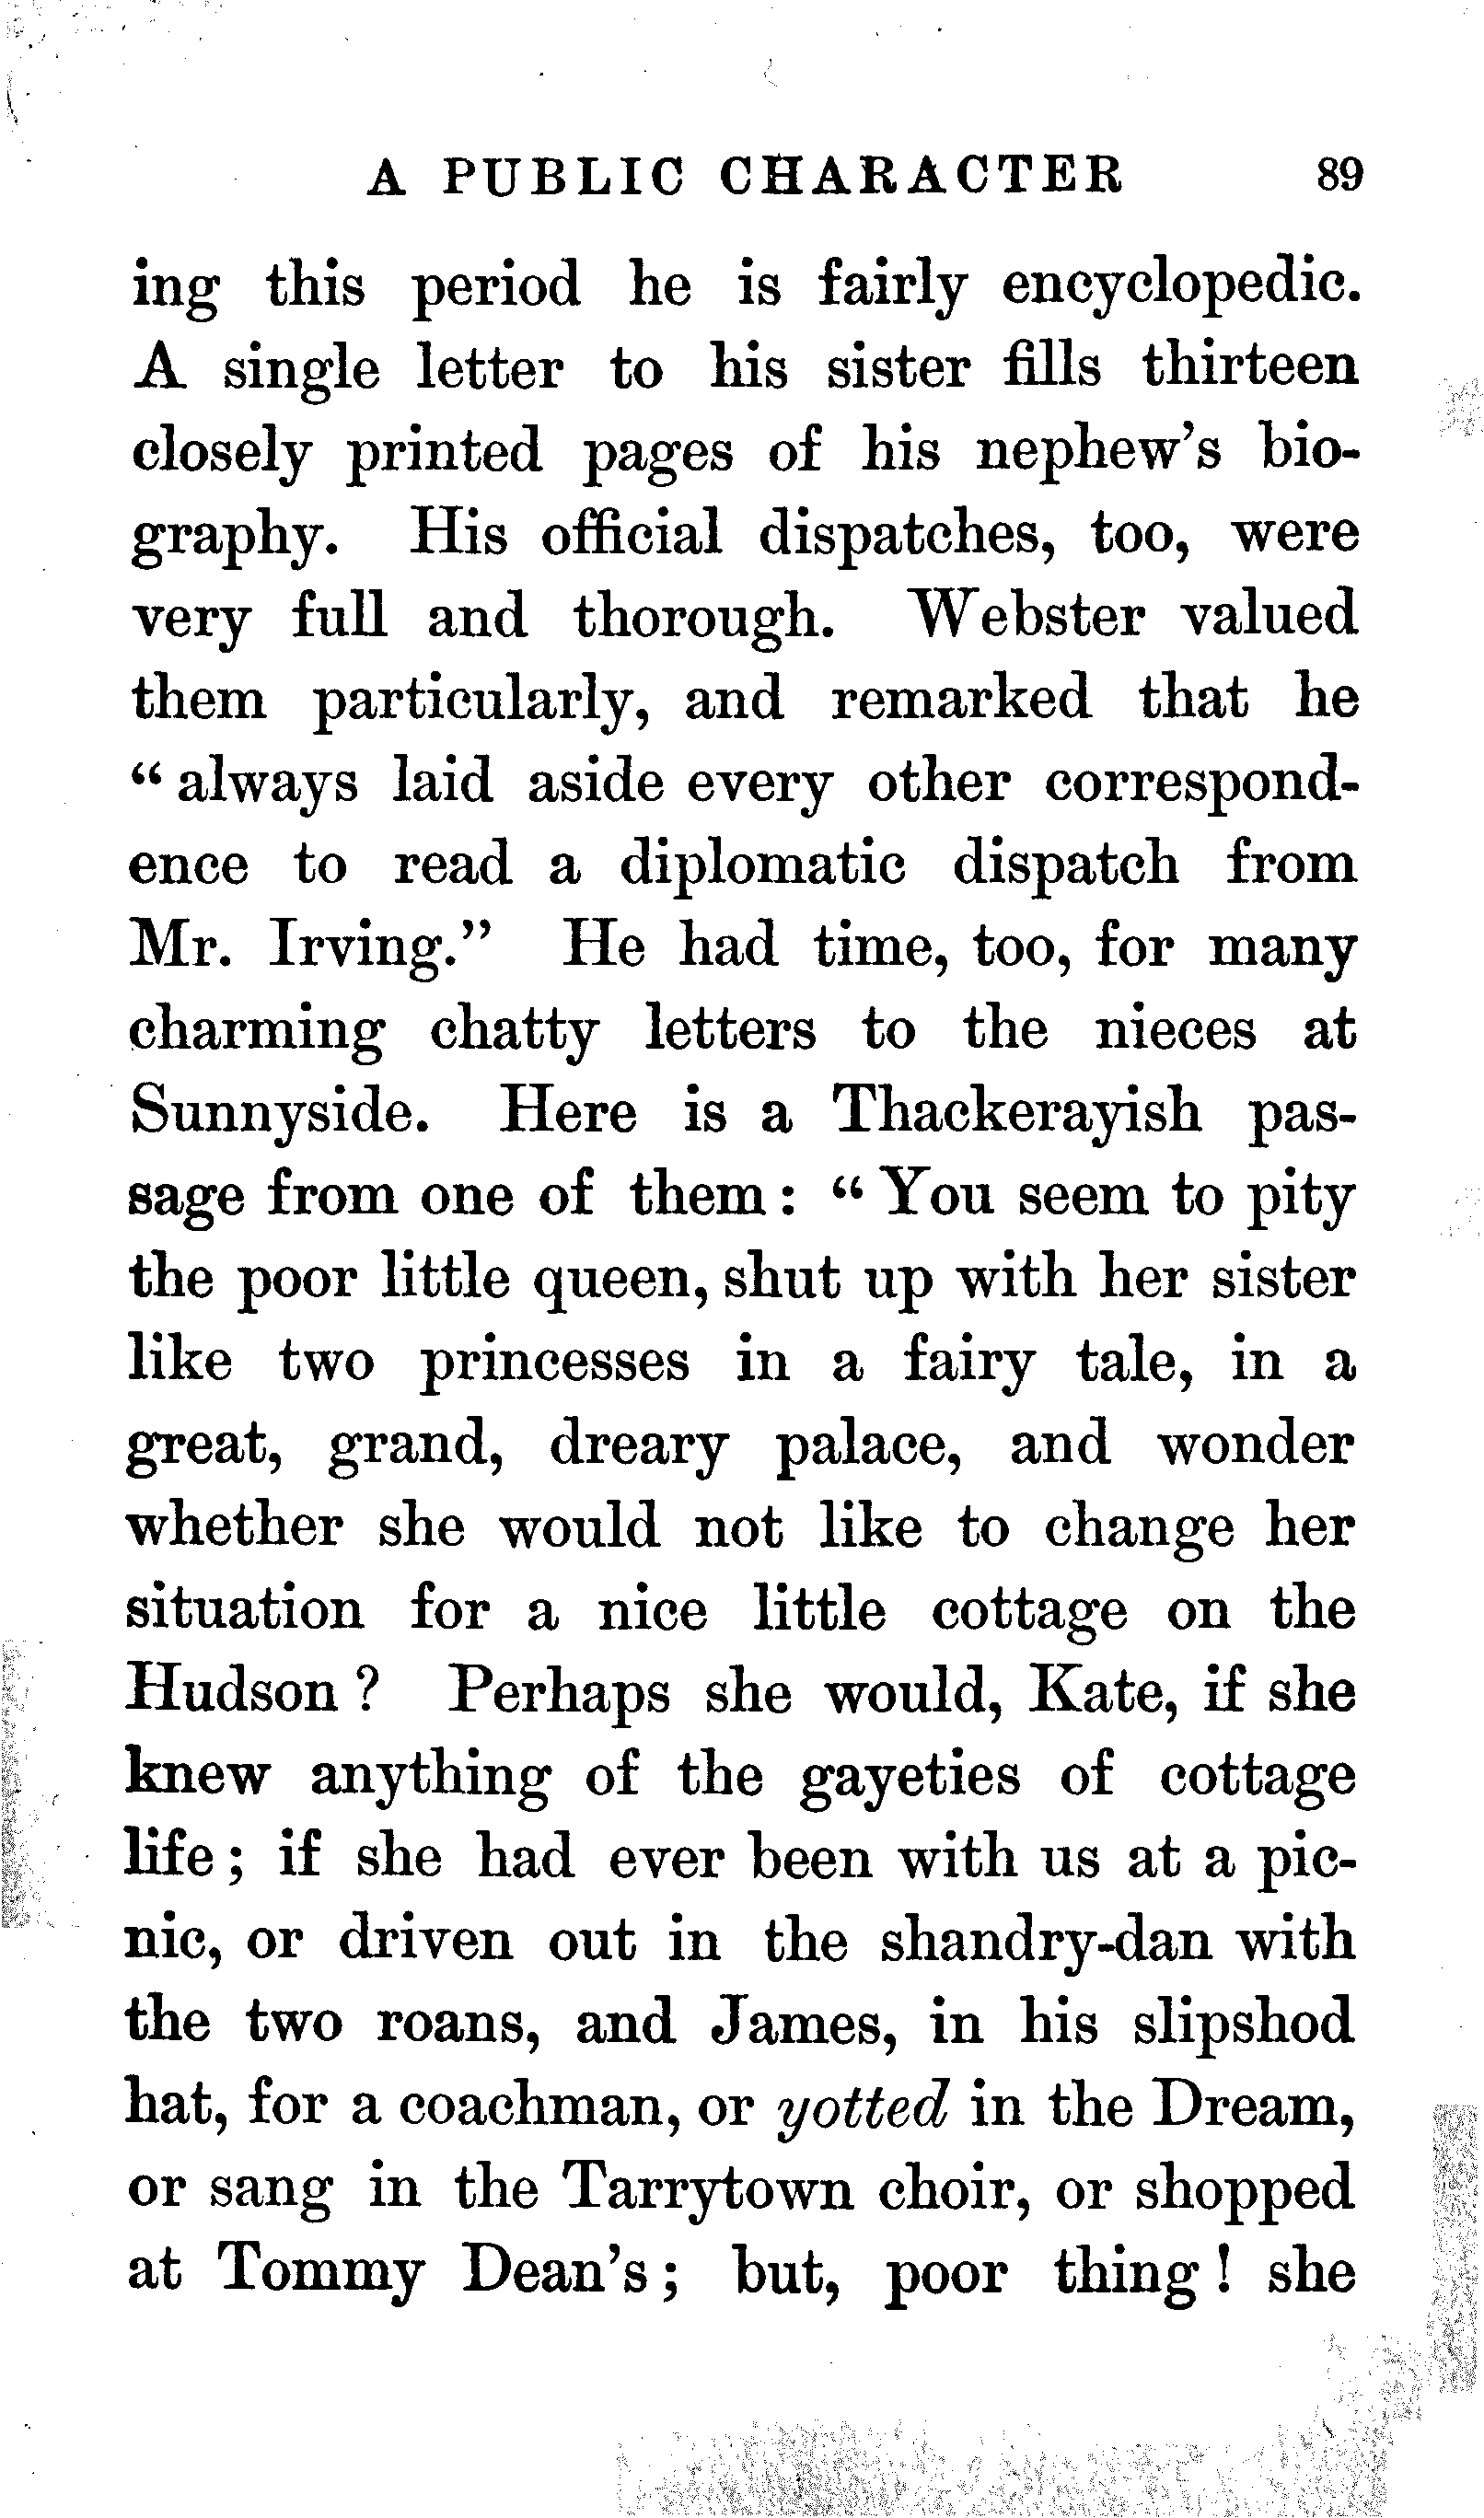 A PUBLIC CHARACTER 89
ing this period he is fairly encyclopedic.
A single letter to his sister fills thirteen
closely printed pages of his nephew's bio-
graphy. His official dispatches, too, were
very full and thorough. Webster valued
them particularly, and remarked that he
“always laid aside every other correspond-
ence to read a diplomatic dispatch from
Mr. Irving.” He had time, too, for many
charming chatty letters to the nieces at
Sunnyside. Here is a Thackerayish pas-
sage from one of them: “You seem to pity
the poor little queen, shut up with her sister
like two princesses in a fairy tale, in a
great, grand, dreary palace, and wonder
whether she would not like to change her
situation for a nice little cottage on the
Hudson? Perhaps she would, Kate, if she
knew anything of the gayeties of cottage
life; if she had ever been with us at a pic-
nic, or driven out in the shandry-dan with
the two roans, and James, in his slipshod
hat, for a coachman, or yotted in the Dream,
or sang in the Tarrytown choir, or shopped
at Tommy Dean's; but, poor thing! she